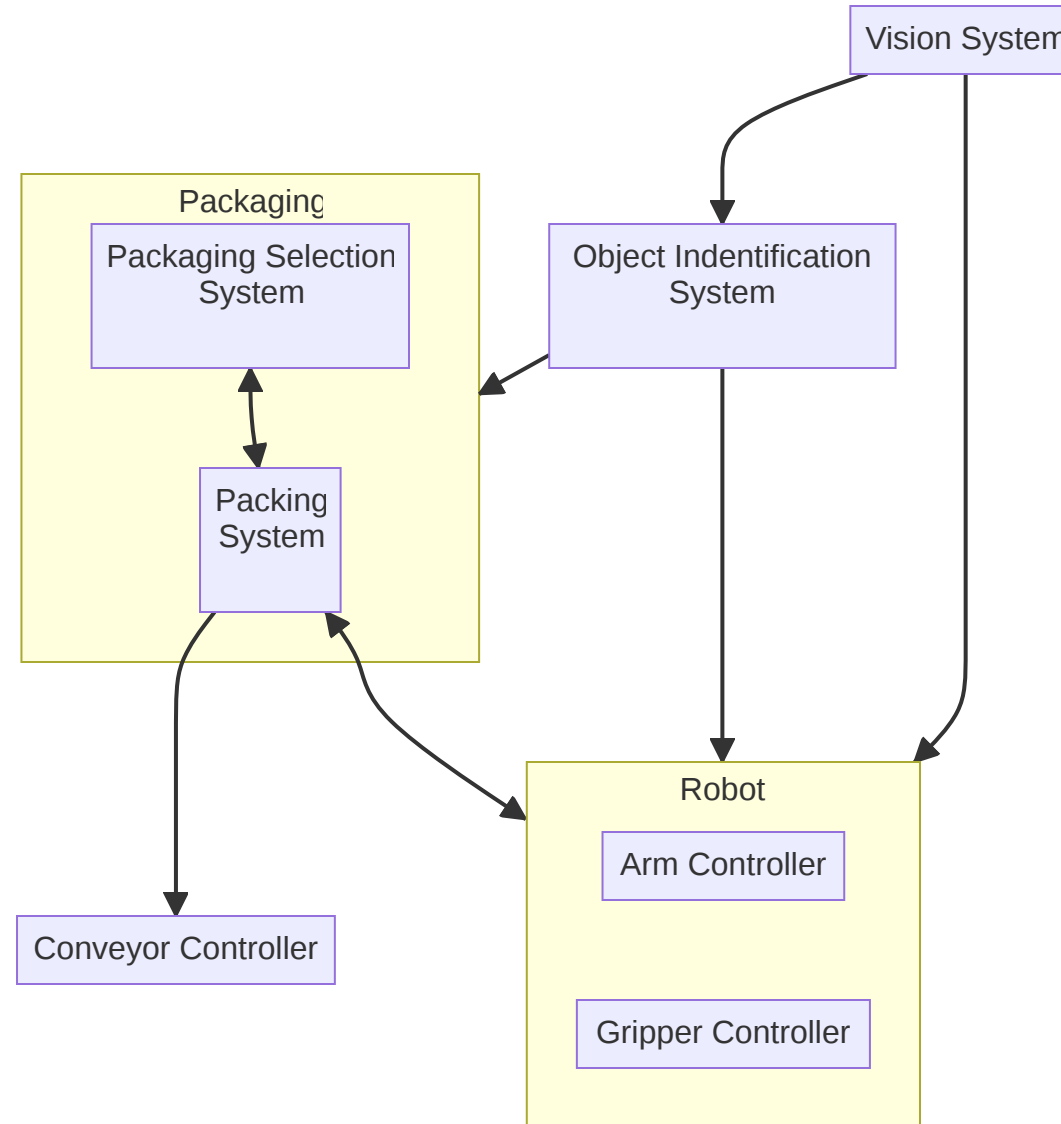 Vision System
Packaging
Packaging Selection
System
Object Indentification
System
Packing
System
Robot
Arm Controller
Conveyor Controller
Gripper Controller